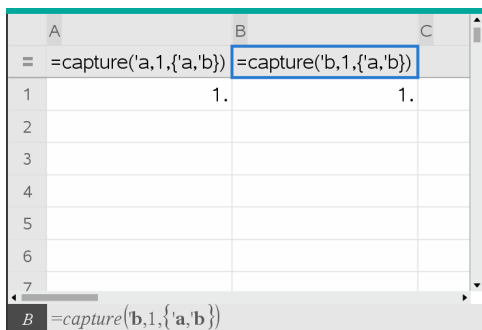 A B C
= =capture('a,1,{'a,'b}) =capture('b,1,{'a,'b})
1 1. 1.
2
3
4
5
6
7
B =capture('b,1,{'a,'b})